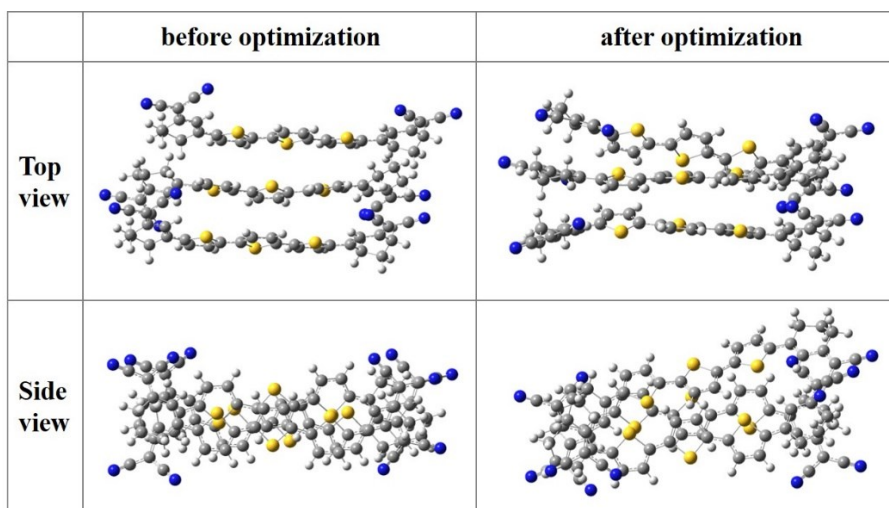 before optimization
after optimization
Top
view
Side
view